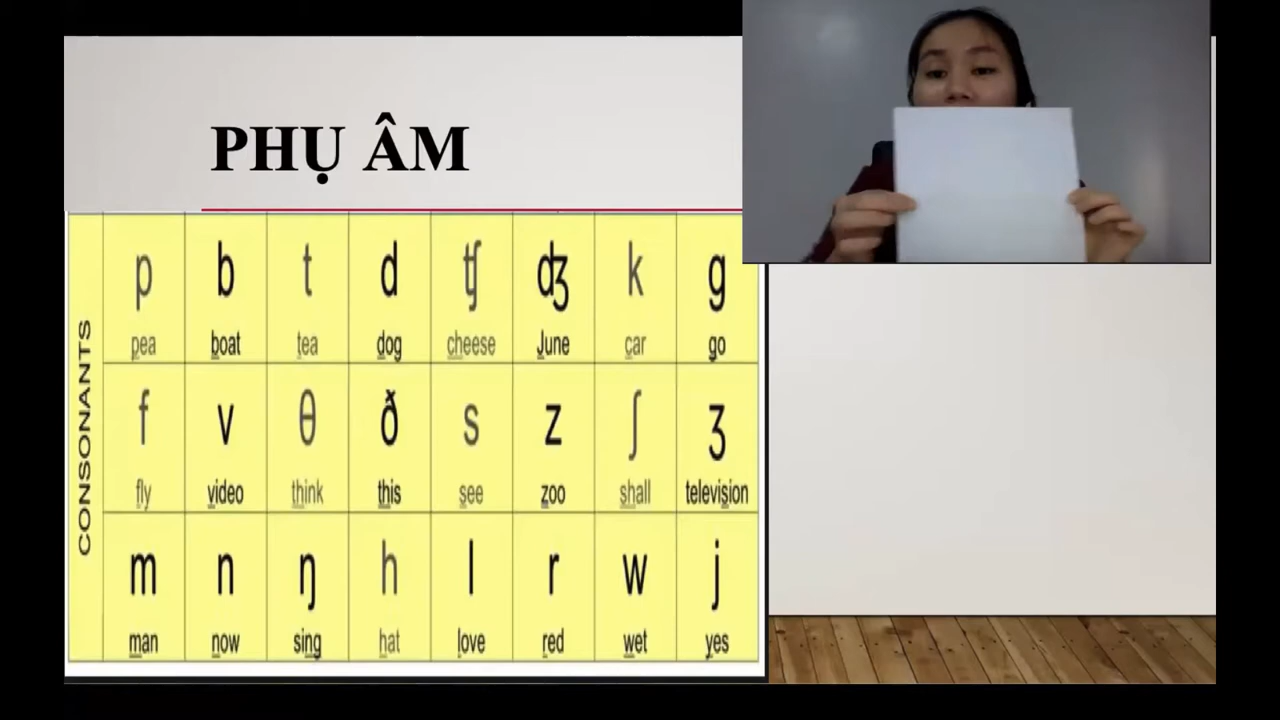 PHỤ ÂM
CONSONANTS
p b t d ʧ ʤ k g
pea boat tea dog cheese June car go
f v θ ð s z ʃ ʒ
fly video think this see zoo shall television
m n ŋ h l r w j
man now sing hat love red wet yes